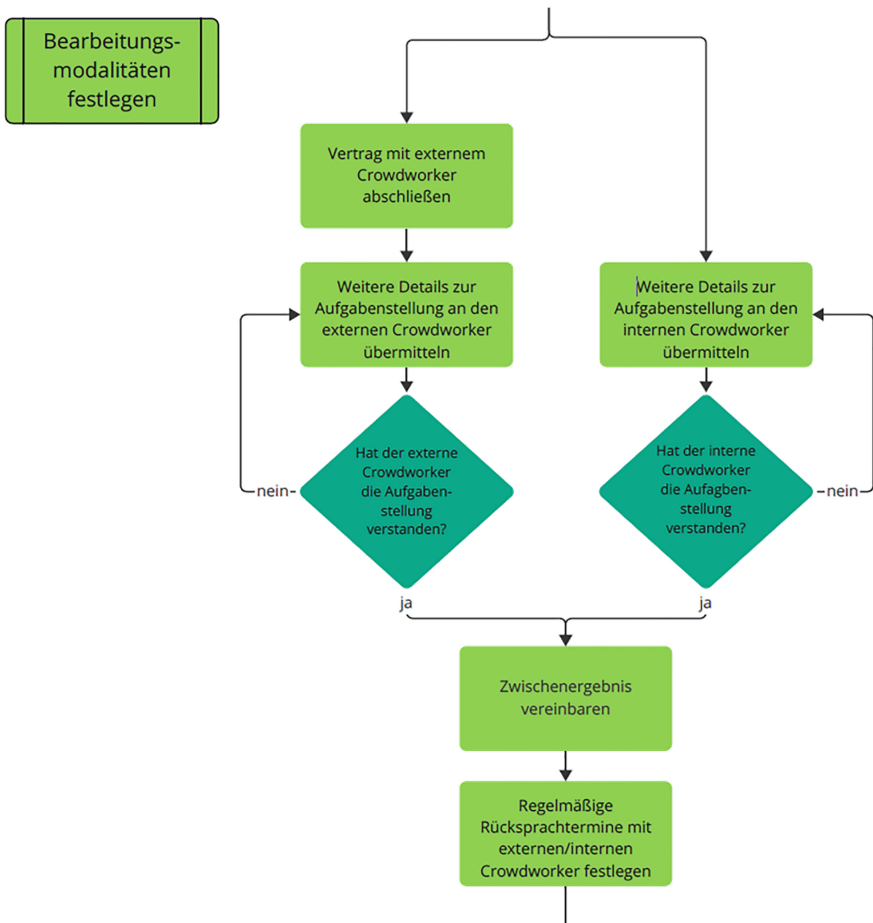 Bearbeitungs-
modalitäten
festlegen
Vertrag mit externem
Crowdworker
abschließen
Weitere Details zur
Aufgabenstellung an den
externen Crowdworker
übermitteln
Weitere Details zur
Aufgabenstellung an den
internen Crowdworker
übermitteln
Hat der externe
Crowdworker
die Aufgaben-
stellung
verstanden?
nein
Hat der interne
Crowdworker
die Aufagben-
stellung
verstanden?
nein
ja
ja
Zwischenergebnis
vereinbaren
Regelmäßige
Rücksprachtermine mit
externen/internen
Crowdworker festlegen